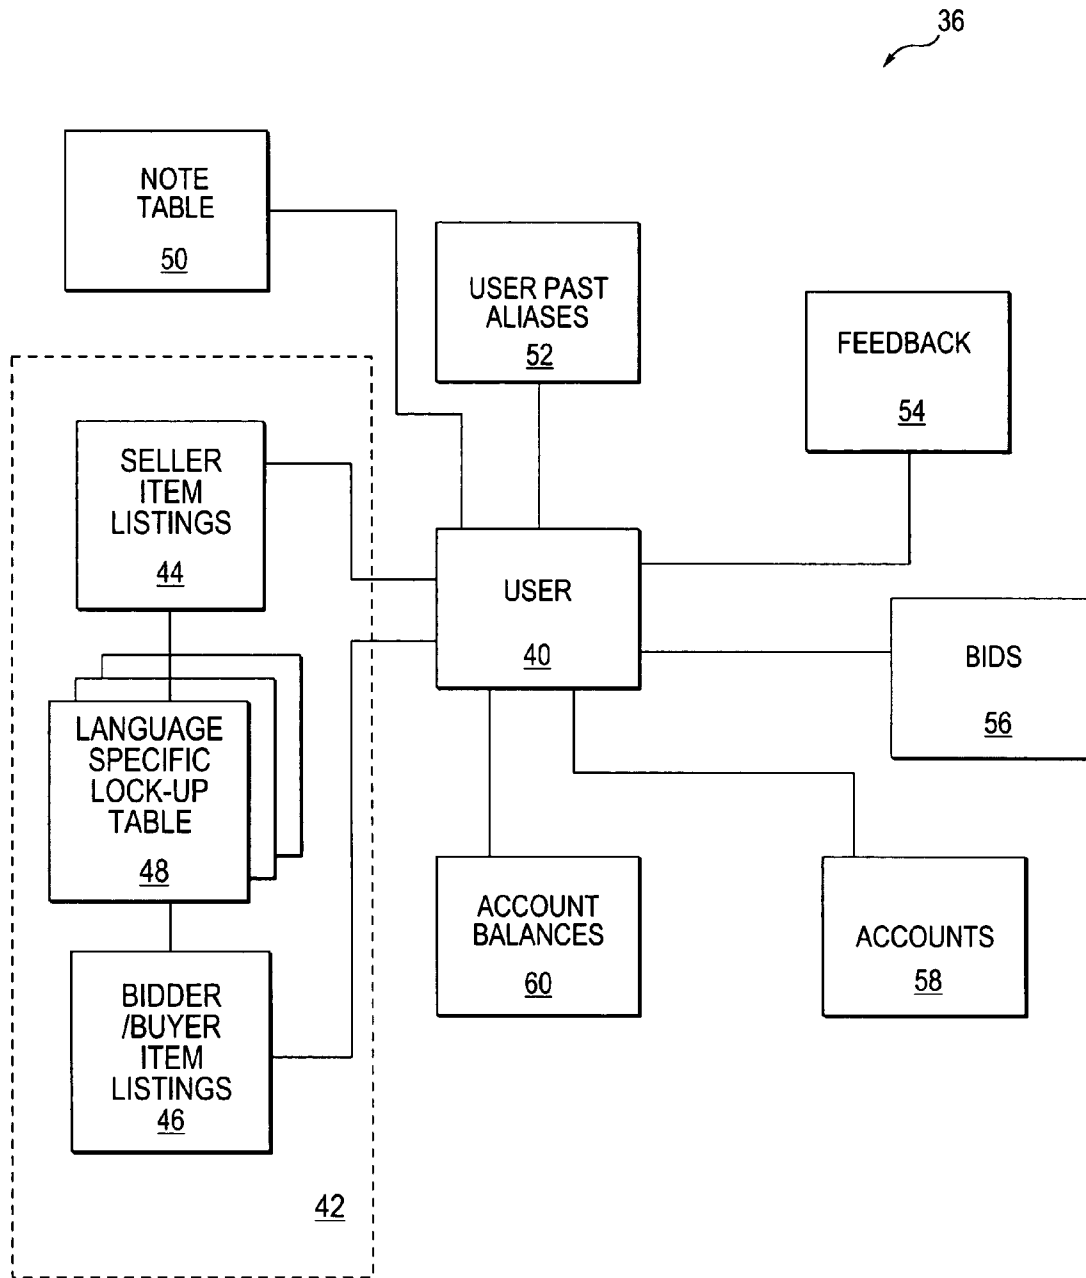 36
NOTE
TABLE
50
USER PAST
ALIASES
52
FEEDBACK
54
SELLER
ITEM
LISTINGS
44
USER
40
BIDS
56
LANGUAGE
SPECIFIC
LOCK-UP
TABLE
48
ACCOUNT
BALANCES
60
ACCOUNTS
58
BIDDER
/BUYER
ITEM
LISTINGS
46
42